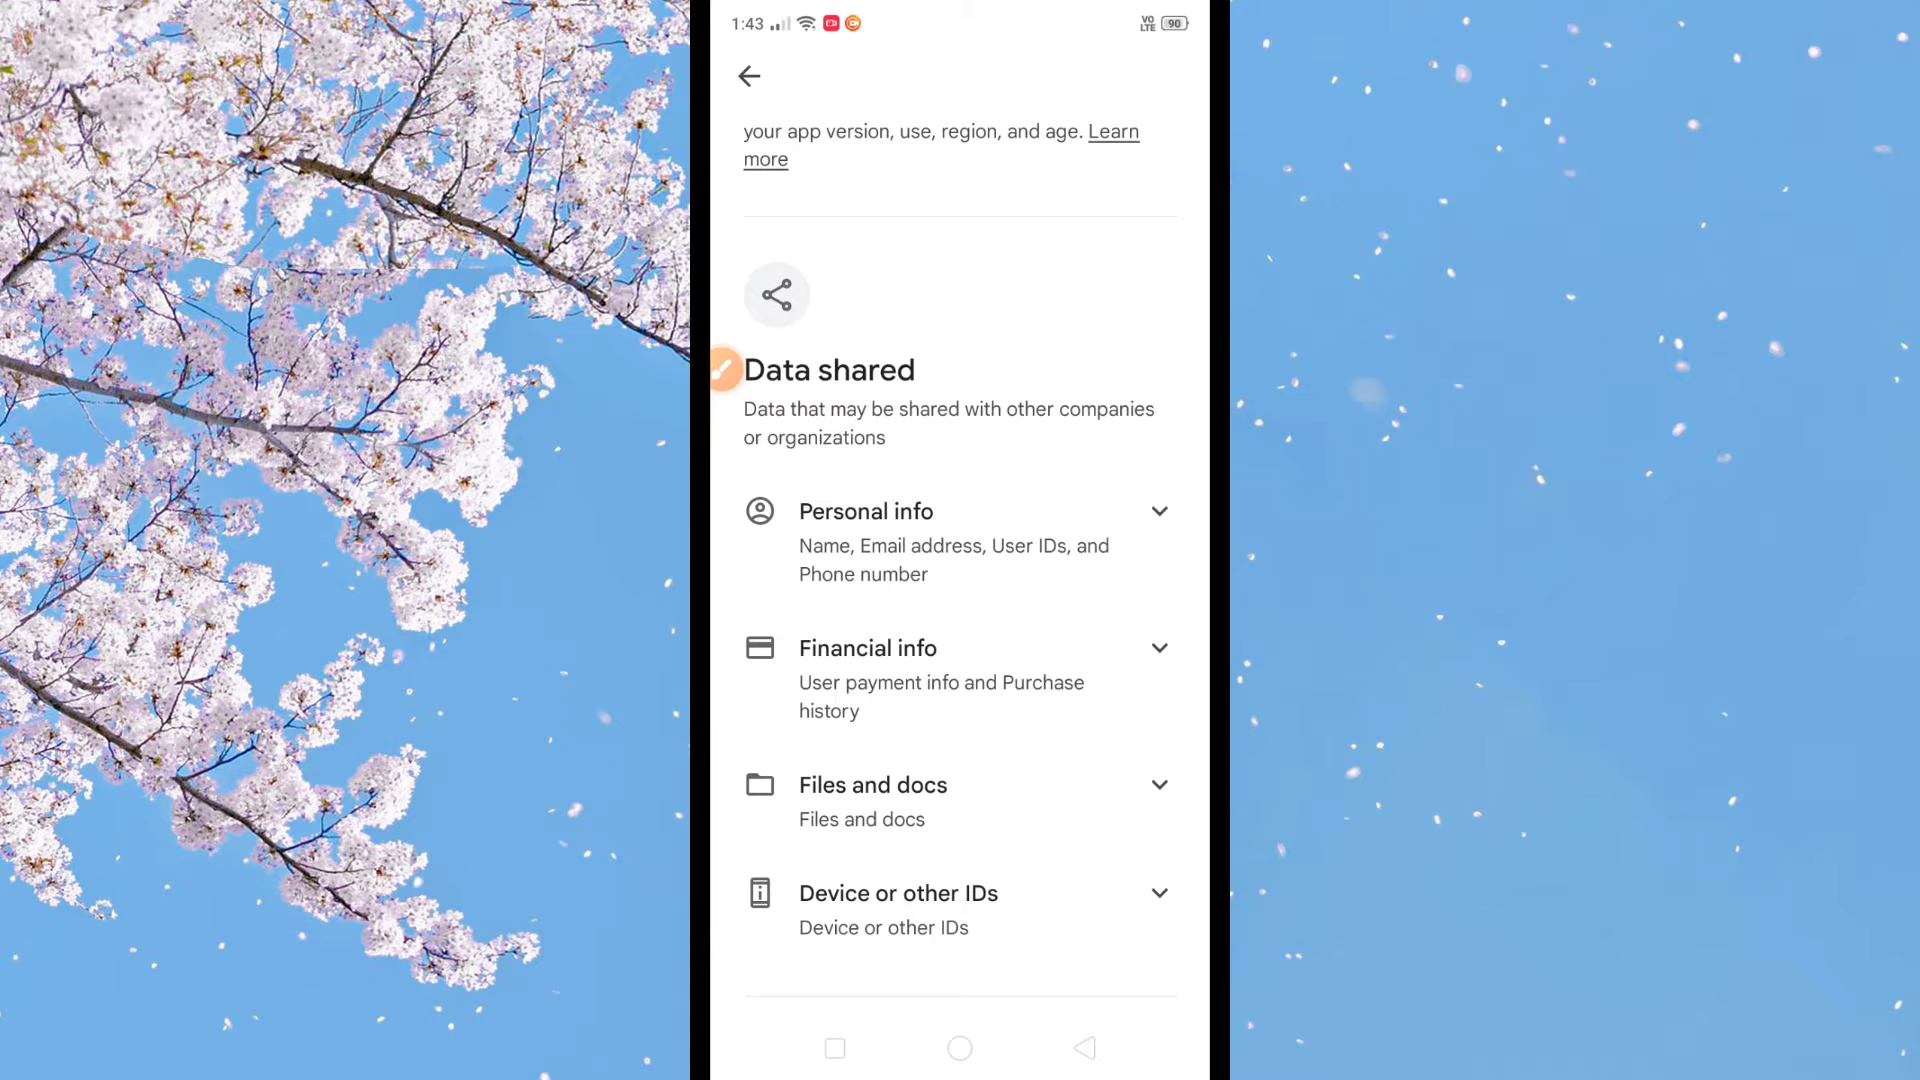 1:43
VO
LTE
90
your app version, use, region, and age. Learn
more
Data shared
Data that may be shared with other companies
or organizations
Personal info
Name, Email address, User IDs, and
Phone number
Financial info
User payment info and Purchase
history
Files and docs
Files and docs
Device or other IDs
Device or other IDs